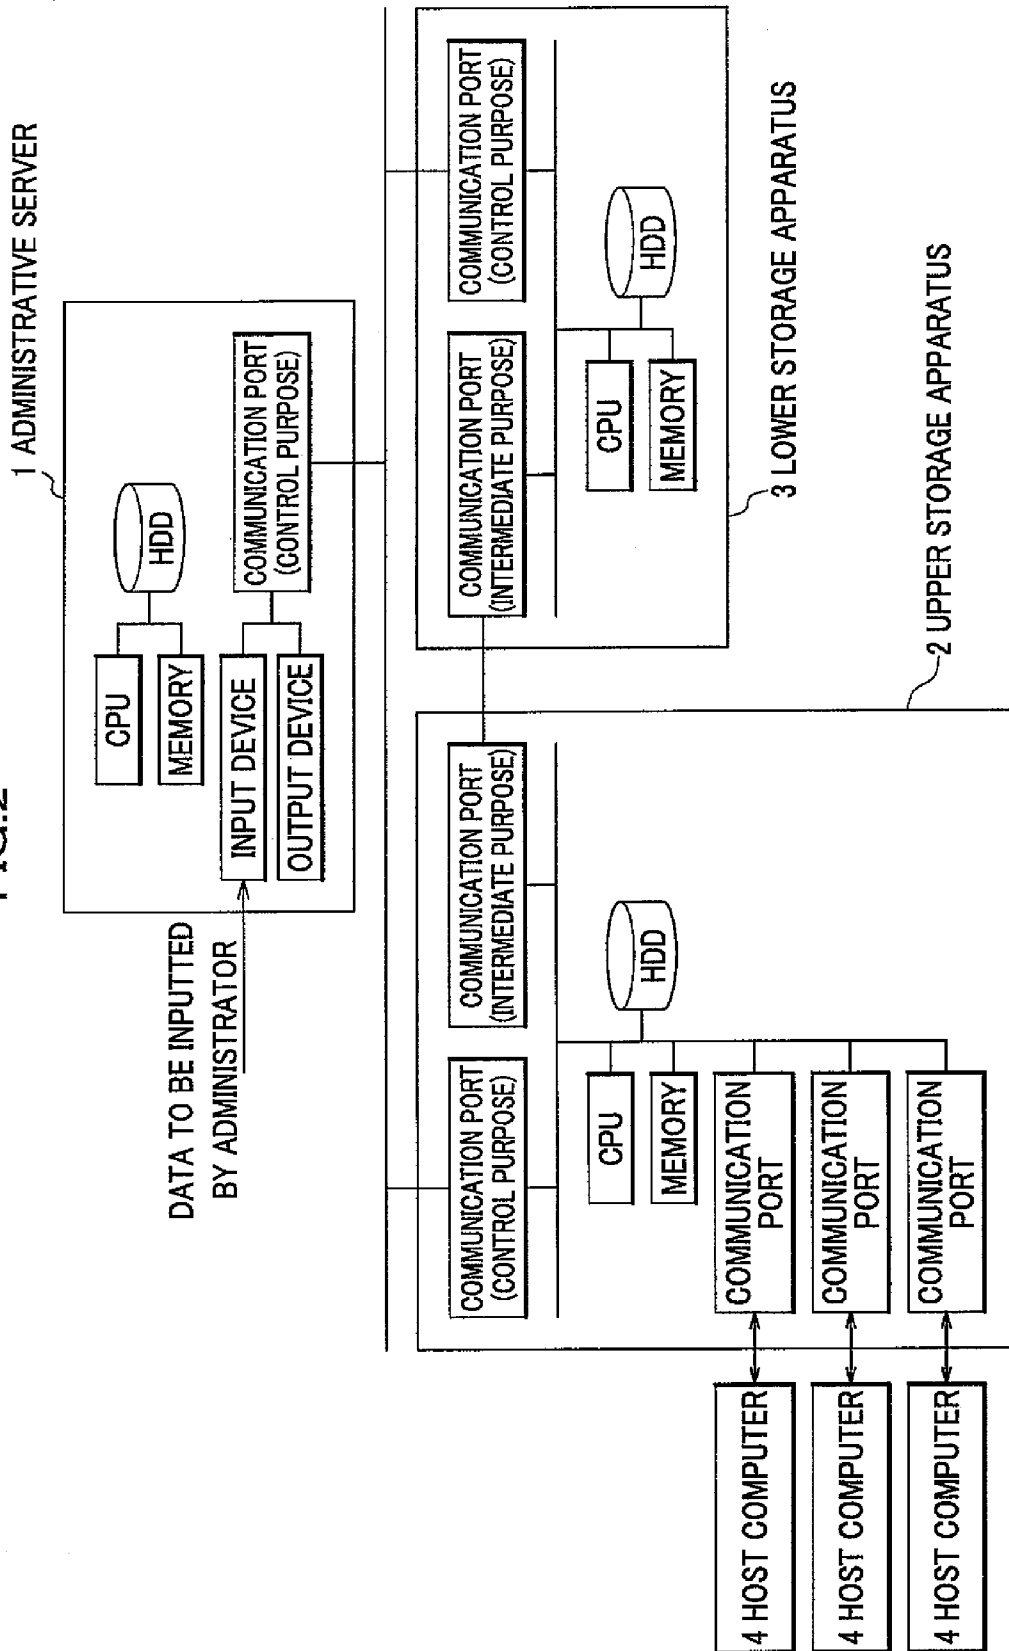 FIG.2
1 ADMINISTRATIVE SERVER
CPU
MEMORY
HDD
INPUT DEVICE
OUTPUT DEVICE
COMMUNICATION PORT
(CONTROL PURPOSE)
DATA TO BE INPUTTED
BY ADMINISTRATOR
COMMUNICATION PORT
(CONTROL PURPOSE)
COMMUNICATION PORT
(INTERMEDIATE PURPOSE)
CPU
MEMORY
HDD
COMMUNICATION
PORT
COMMUNICATION
PORT
COMMUNICATION
PORT
2 UPPER STORAGE APPARATUS
4 HOST COMPUTER
4 HOST COMPUTER
4 HOST COMPUTER
COMMUNICATION PORT
(INTERMEDIATE PURPOSE)
COMMUNICATION PORT
(CONTROL PURPOSE)
CPU
MEMORY
HDD
3 LOWER STORAGE APPARATUS